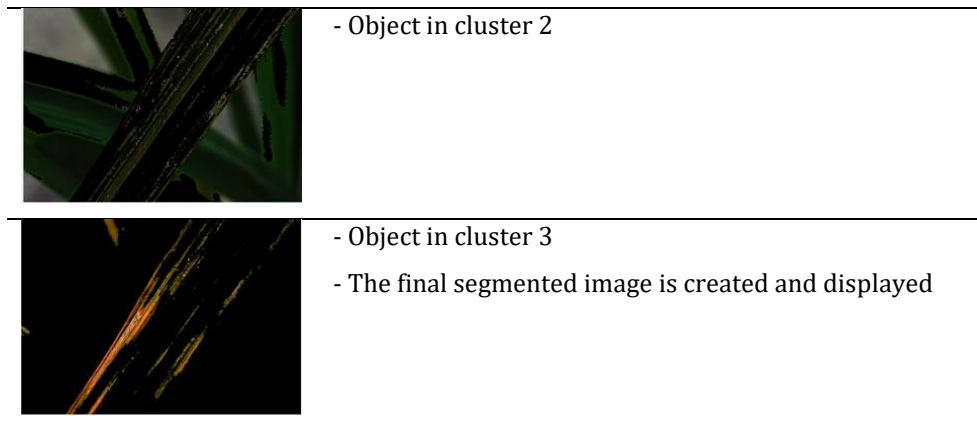 - Object in cluster 2
- Object in cluster 3
- The final segmented image is created and displayed